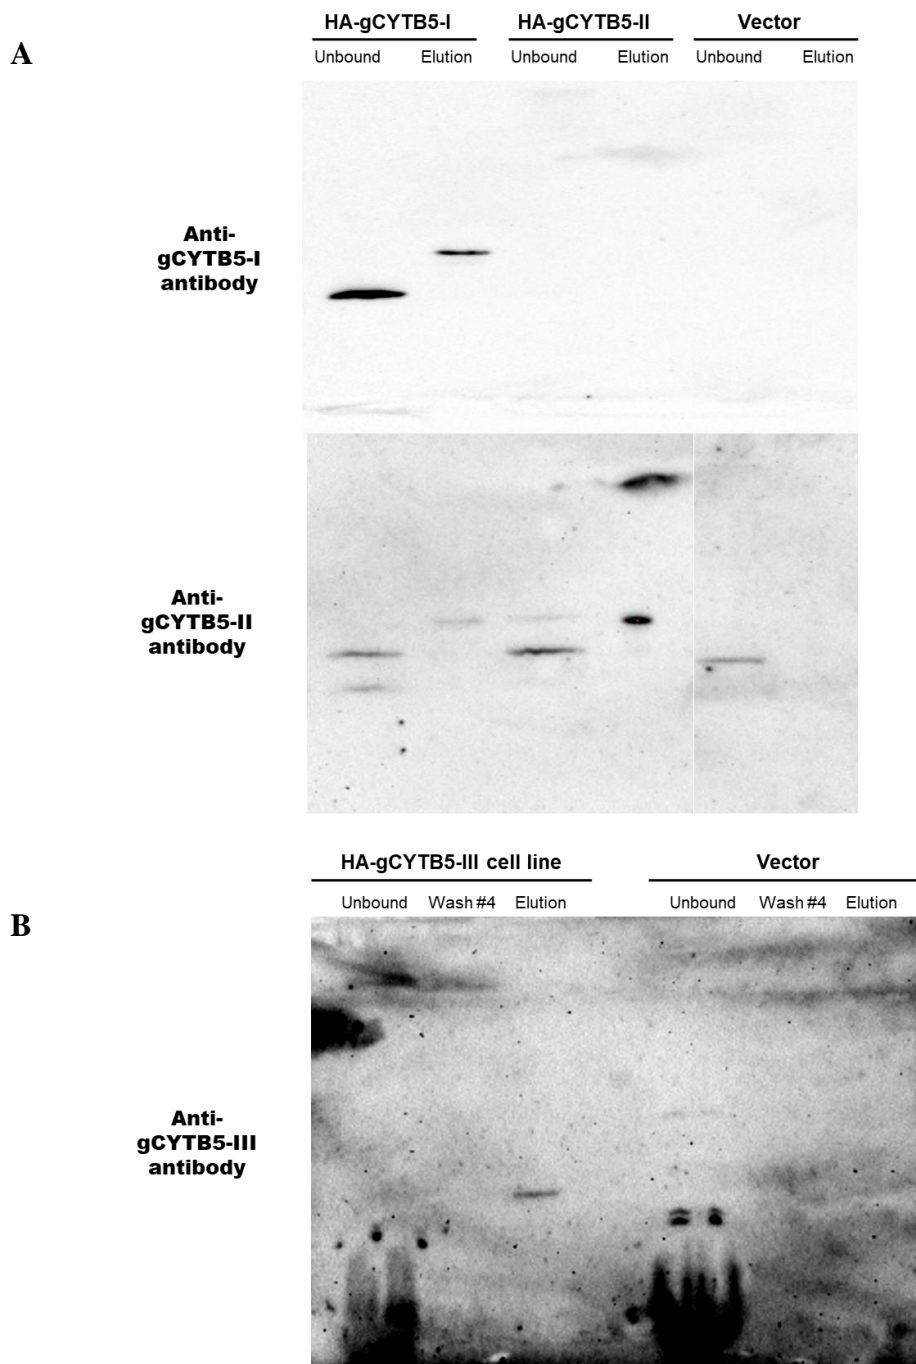 HA-gCYTB5-I HA-gCYTB5-II Vector
A
Unbound Elution Unbound Elution Unbound Elution
Anti-
gCYTB5-I
antibody
Anti-
gCYTB5-II
antibody
HA-gCYTB5-III cell line Vector
Unbound Wash #4 Elution Unbound Wash #4 Elution
B
Anti-
gCYTB5-III
antibody